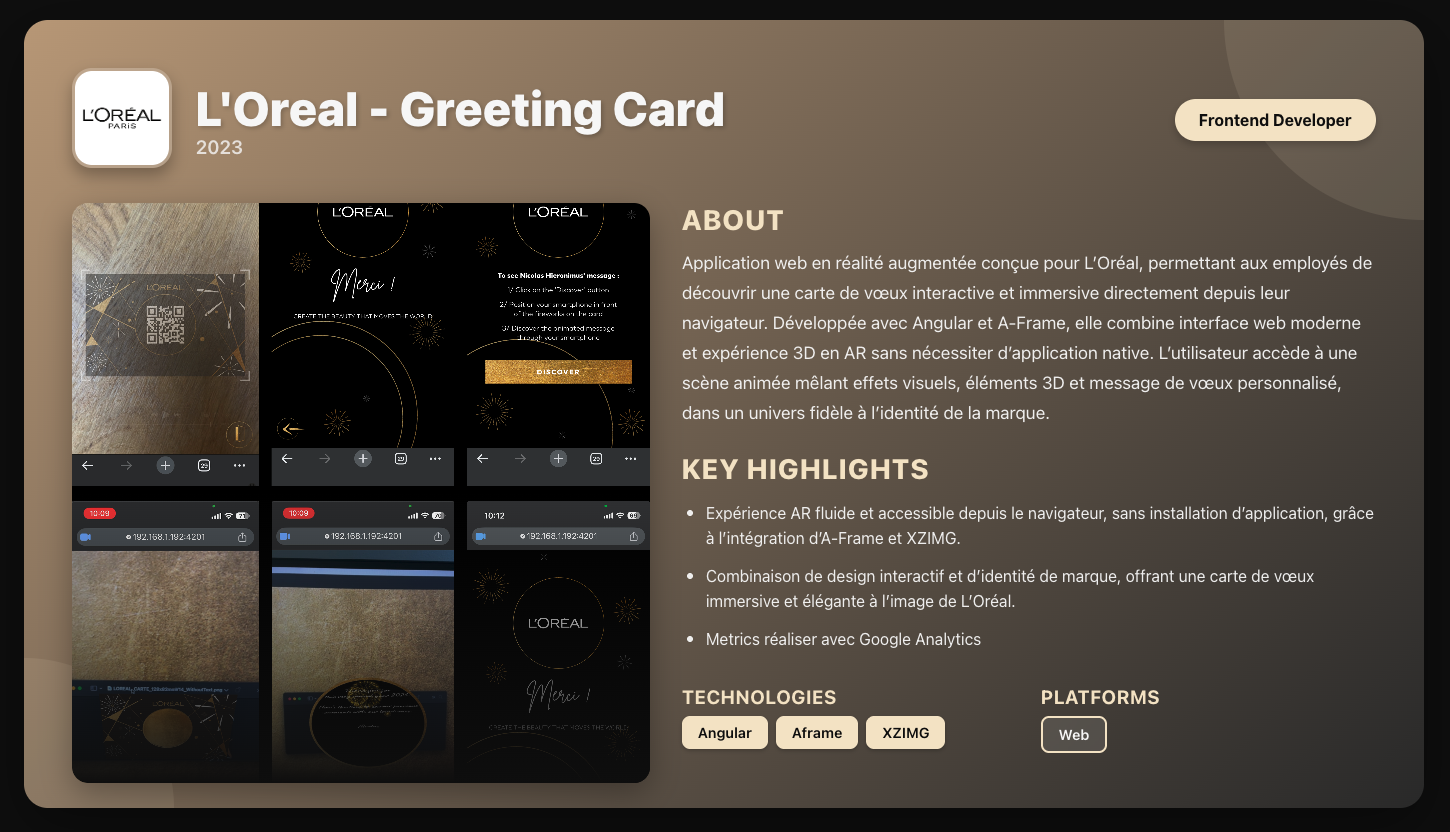 L'ORÉAL
PARiS
L'Oreal - Greeting Card
2023
Frontend Developer
L'ORÉAL
L'ORÉAL
L'ORÉAL
Merci !
CREATE THE BEAUTY THAT MOVES THE WORLD
To see Nicolas Hieronimus' message :
1/ Click on the "Discover" button
2/ Position your smartphone in front
of the fireworks on the card
3/ Discover the animated message
through your smartphone
DISCOVER
29
29
29
10:09
192.168.1.192:4201
10:09
192.168.1.192:4201
10:12
192.168.1.192:4201
L'ORÉAL
L'ORÉAL
Merci !
CREATE THE BEAUTY THAT MOVES THE WORLD
ABOUT
Application web en réalité augmentée conçue pour L’Oréal, permettant aux employés de
découvrir une carte de vœux interactive et immersive directement depuis leur
navigateur. Développée avec Angular et A-Frame, elle combine interface web moderne
et expérience 3D en AR sans nécessiter d’application native. L’utilisateur accède à une
scène animée mêlant effets visuels, éléments 3D et message de vœux personnalisé,
dans un univers fidèle à l’identité de la marque.
KEY HIGHLIGHTS
• Expérience AR fluide et accessible depuis le navigateur, sans installation d’application, grâce
à l’intégration d’A-Frame et XZIMG.
• Combinaison de design interactif et d’identité de marque, offrant une carte de vœux
immersive et élégante à l’image de L’Oréal.
• Metrics réaliser avec Google Analytics
TECHNOLOGIES
Angular
Aframe
XZIMG
PLATFORMS
Web